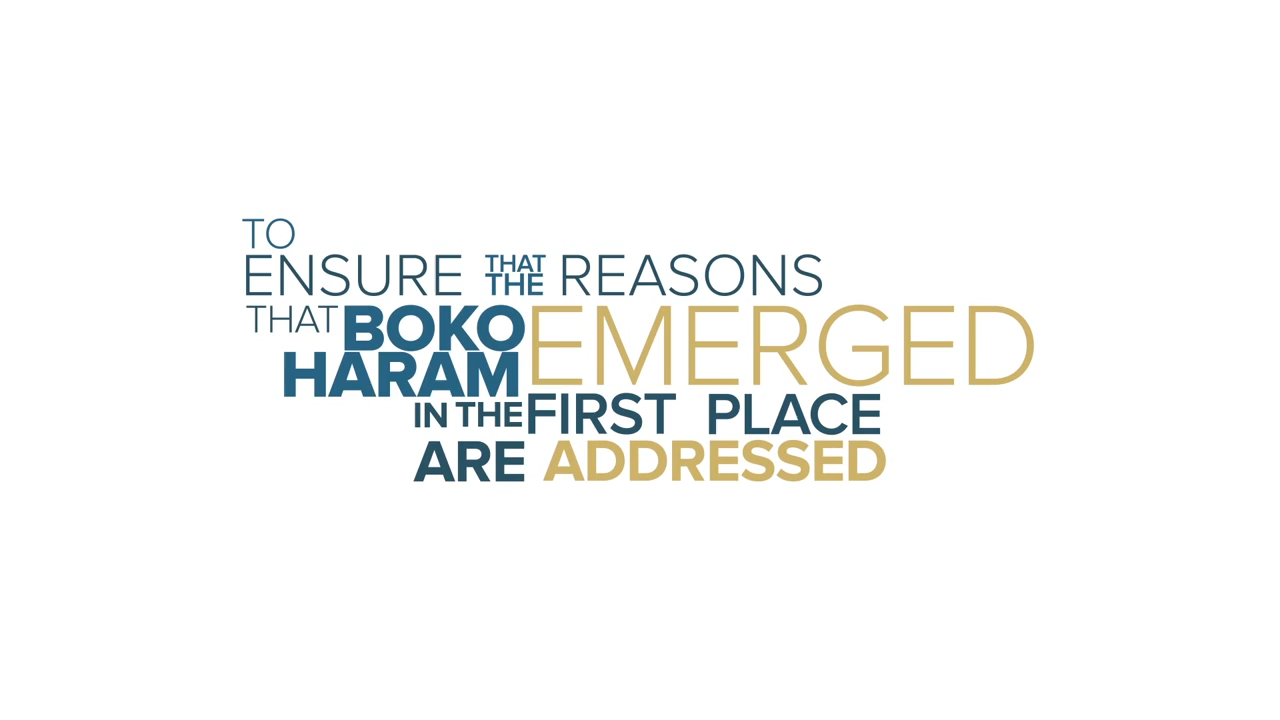 TO
ENSURE THAT THE REASONS
THAT BOKO HARAM EMERGED
IN THE FIRST PLACE
ARE ADDRESSED